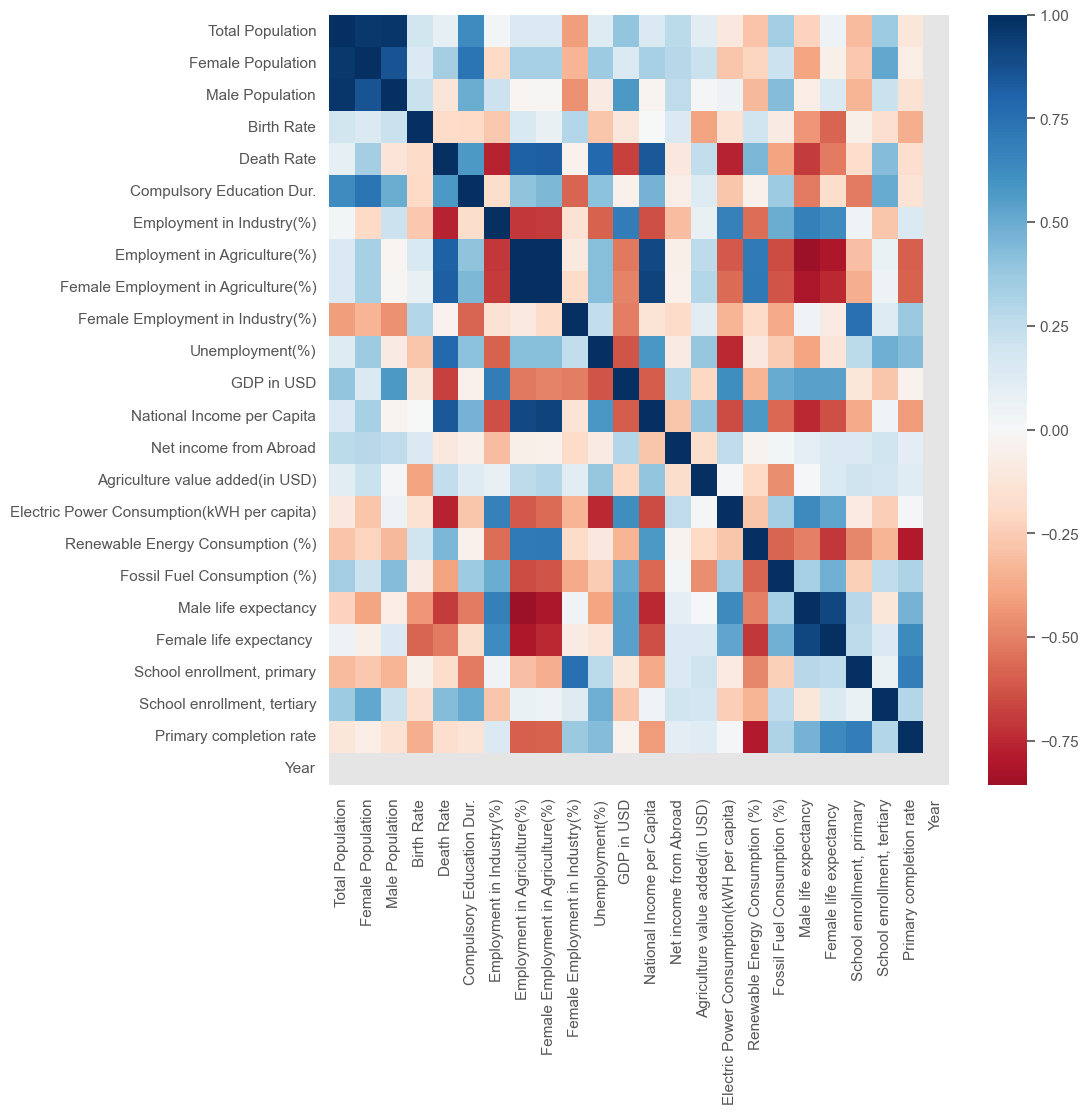 Total Population
Female Population
Male Population
Birth Rate
Death Rate
Compulsory Education Dur.
Employment in Industry(%)
Employment in Agriculture(%)
Female Employment in Agriculture(%)
Female Employment in Industry(%)
Unemployment(%)
GDP in USD
National Income per Capita
Net income from Abroad
Agriculture value added(in USD)
Electric Power Consumption(kWH per capita)
Renewable Energy Consumption (%)
Fossil Fuel Consumption (%)
Male life expectancy
Female life expectancy
School enrollment, primary
School enrollment, tertiary
Primary completion rate
Year
Total Population
Female Population
Male Population
Birth Rate
Death Rate
Compulsory Education Dur.
Employment in Industry(%)
Employment in Agriculture(%)
Female Employment in Agriculture(%)
Female Employment in Industry(%)
Unemployment(%)
GDP in USD
National Income per Capita
Net income from Abroad
Agriculture value added(in USD)
Electric Power Consumption(kWH per capita)
Renewable Energy Consumption (%)
Fossil Fuel Consumption (%)
Male life expectancy
Female life expectancy
School enrollment, primary
School enrollment, tertiary
Primary completion rate
Year
1.00
0.75
0.50
0.25
0.00
−0.25
−0.50
−0.75